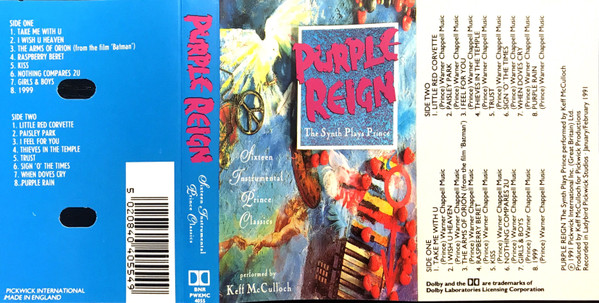 SIDE ONE
1. TAKE ME WITH U
2. I WISH U HEAVEN
3. THE ARMS OF ORION (from the film 'Batman')
4. RASPBERRY BERET
5. KISS
6. NOTHING COMPARES 2U
7. GIRLS & BOYS
8. 1999
SIDE TWO
1. LITTLE RED CORVETTE
2. PAISLEY PARK
3. I FEEL FOR YOU
4. THIEVES IN THE TEMPLE
5. TRUST
6. SIGN 'O' THE TIMES
7. WHEN DOVES CRY
8. PURPLE RAIN
5 020840 405549
PICKWICK INTERNATIONAL
MADE IN ENGLAND
PURPLE REIGN
Sixteen Instrumental
Prince Classics
BNR
PWKMC
4055
PURPLE
REIGN
The Synth Plays Prince
Sixteen
Instrumental
Prince
Classics
performed by
Keff McCulloch
SIDE ONE
1. TAKE ME WITH U
(Prince) Warner Chappell Music
2. I WISH U HEAVEN
(Prince) Warner Chappell Music
3. THE ARMS OF ORION (from the film 'Batman')
(Prince) Warner Chappell Music
4. RASPBERRY BERET
(Prince) Warner Chappell Music
5. KISS
(Prince) Warner Chappell Music
6. NOTHING COMPARES 2U
(Prince) Warner Chappell Music
7. GIRLS & BOYS
(Prince) Warner Chappell Music
8. 1999
(Prince) Warner Chappell Music
SIDE TWO
1. LITTLE RED CORVETTE
(Prince) Warner Chappell Music
2. PAISLEY PARK
(Prince) Warner Chappell Music
3. I FEEL FOR YOU
(Prince) Warner Chappell Music
4. THIEVES IN THE TEMPLE
(Prince) Warner Chappell Music
5. TRUST
(Prince) Warner Chappell Music
6. SIGN 'O' THE TIMES
(Prince) Warner Chappell Music
7. WHEN DOVES CRY
(Prince) Warner Chappell Music
8. PURPLE RAIN
(Prince) Warner Chappell Music
PURPLE REIGN The Synth Plays Prince performed by Keff McCulloch
© 1991 Pickwick International Inc. (Great Britain) Ltd.
Produced by Keff McCulloch for Pickwick Productions
Recorded in Ladyford Pickwick Studios - January/February 1991
Dolby and the DD are trademarks of
Dolby Laboratories Licensing Corporation